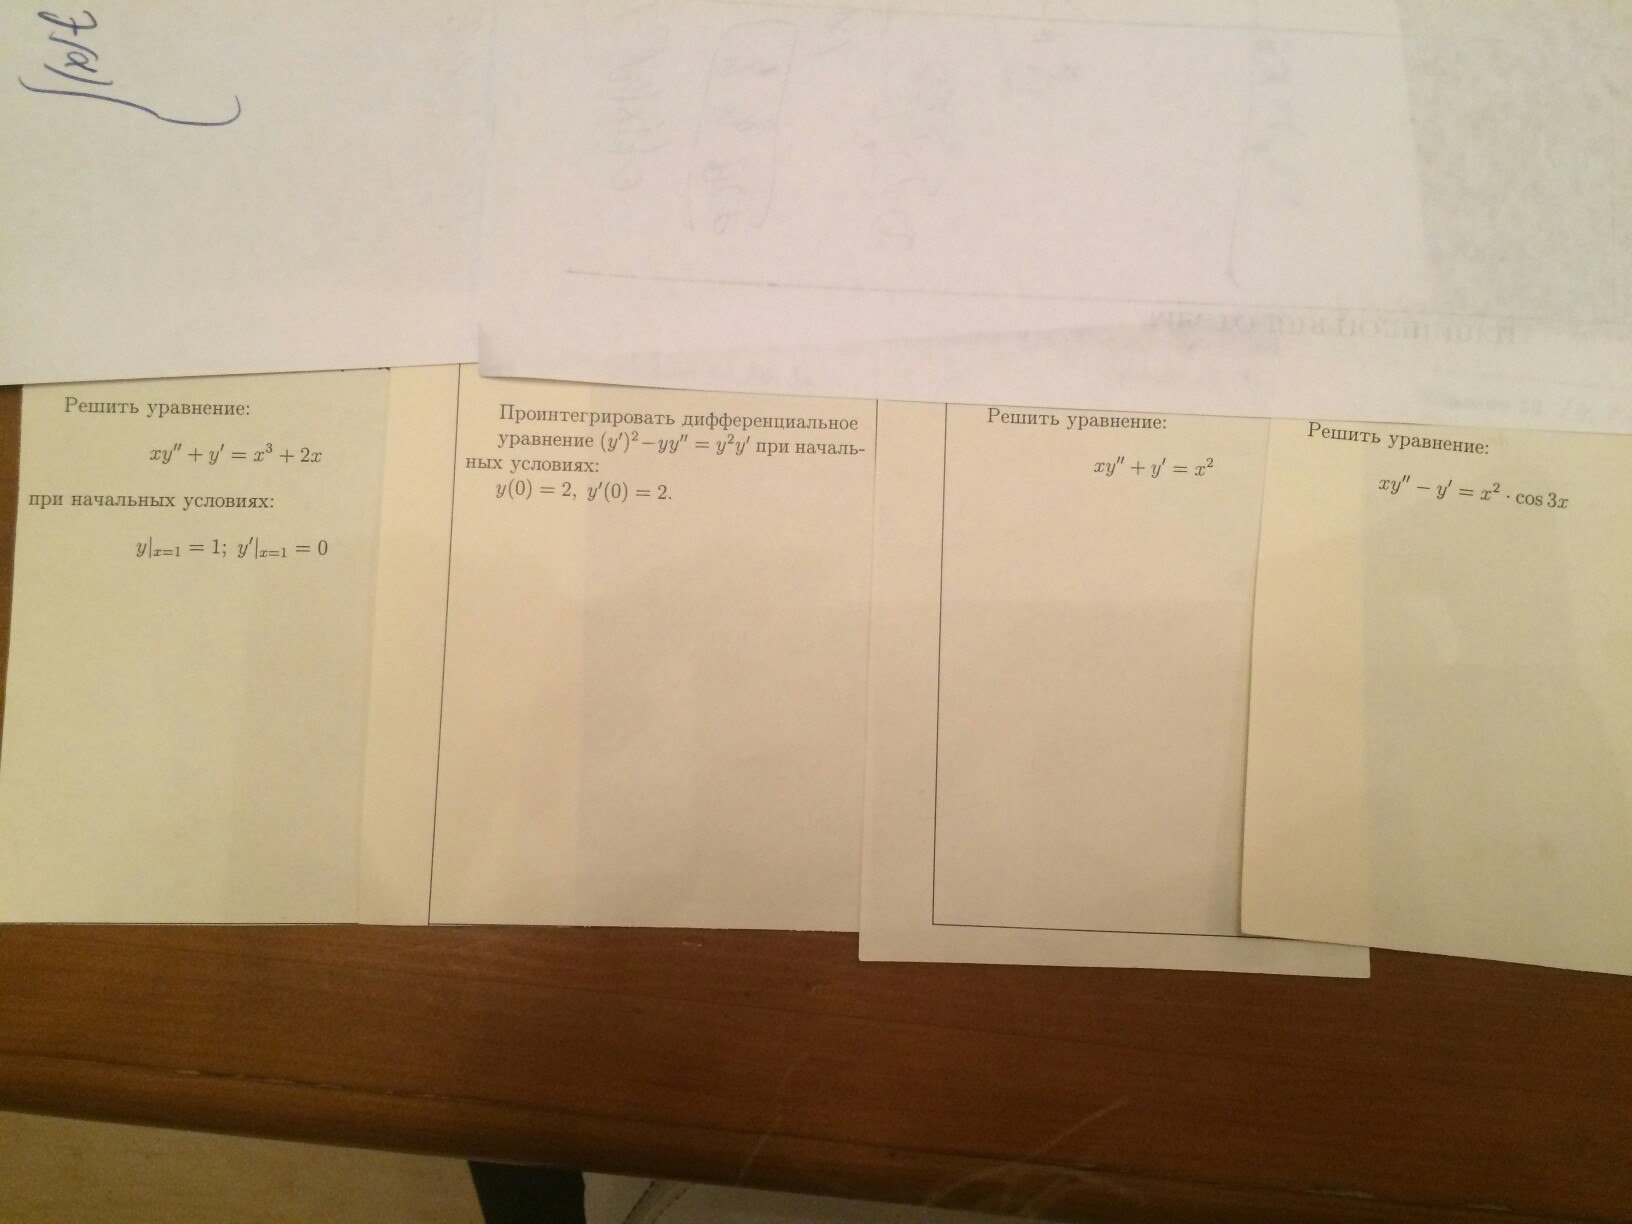 Решить уравнение:
xy″ + y′ = x³ + 2x
при начальных условиях:
y|ₓ₌₁ = 1; y′|ₓ₌₁ = 0
Проинтегрировать дифференциальное
уравнение (y′)² − yy″ = y²y′ при началь-
ных условиях:
y(0) = 2, y′(0) = 2.
Решить уравнение:
xy″ + y′ = x²
Решить уравнение:
xy″ − y′ = x² · cos 3x